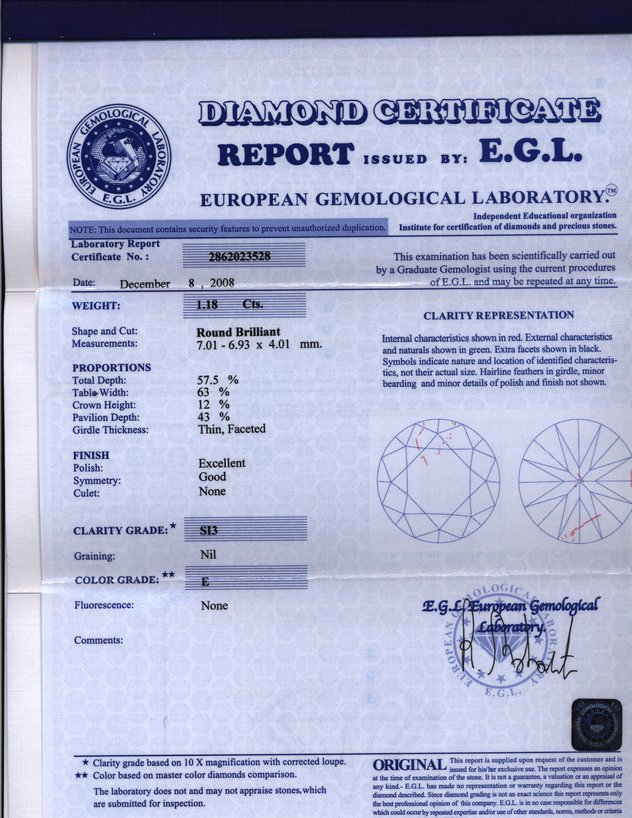 DIAMOND CERTIFICATE
REPORT ISSUED BY: E.G.L.
EUROPEAN GEMOLOGICAL LABORATORY.™
EUROPEAN GEMOLOGICAL LABORATORY
E.G.L.
Independent Educational organization
Institute for certification of diamonds and precious stones.
NOTE: This document contains security features to prevent unauthorized duplication.
Laboratory Report
Certificate No. : 2862023528
Date: December 8 , 2008
This examination has been scientifically carried out
by a Graduate Gemologist using the current procedures
of E.G.L. and may be repeated at any time.
WEIGHT: 1.18 Cts.
Shape and Cut: Round Brilliant
Measurements: 7.01 - 6.93 x 4.01 mm.
PROPORTIONS
Total Depth: 57.5 %
Table Width: 63 %
Crown Height: 12 %
Pavilion Depth: 43 %
Girdle Thickness: Thin, Faceted
FINISH
Polish: Excellent
Symmetry: Good
Culet: None
CLARITY GRADE:* SI3
Graining: Nil
COLOR GRADE:** E
Fluorescence: None
Comments:
CLARITY REPRESENTATION
Internal characteristics shown in red. External characteristics
and naturals shown in green. Extra facets shown in black.
Symbols indicate nature and location of identified characteris-
tics, not their actual size. Hairline feathers in girdle, minor
bearding and minor details of polish and finish not shown.
E.G.L. European Gemological
Laboratory.
EUROPEAN GEMOLOGICAL LABORATORY
E.G.L.
* Clarity grade based on 10 X magnification with corrected loupe.
** Color based on master color diamonds comparison.
The laboratory does not and may not appraise stones,which
are submitted for inspection.
ORIGINAL This report is supplied upon request of the customer and is
issued for his/her exclusive use. The report expresses an opinion
at the time of examination of the stone. It is not a guarantee, a valuation or an appraisal of
any kind.- E.G.L. has made no representation or warranty regarding this report or the
diamond described. Since diamond grading is not an exact science this report represents only
the best professional opinion of this company. E.G.L. is in no case responsible for differences
which could occur by repeated expertise and/or use of other standards, norms, methods or criteria